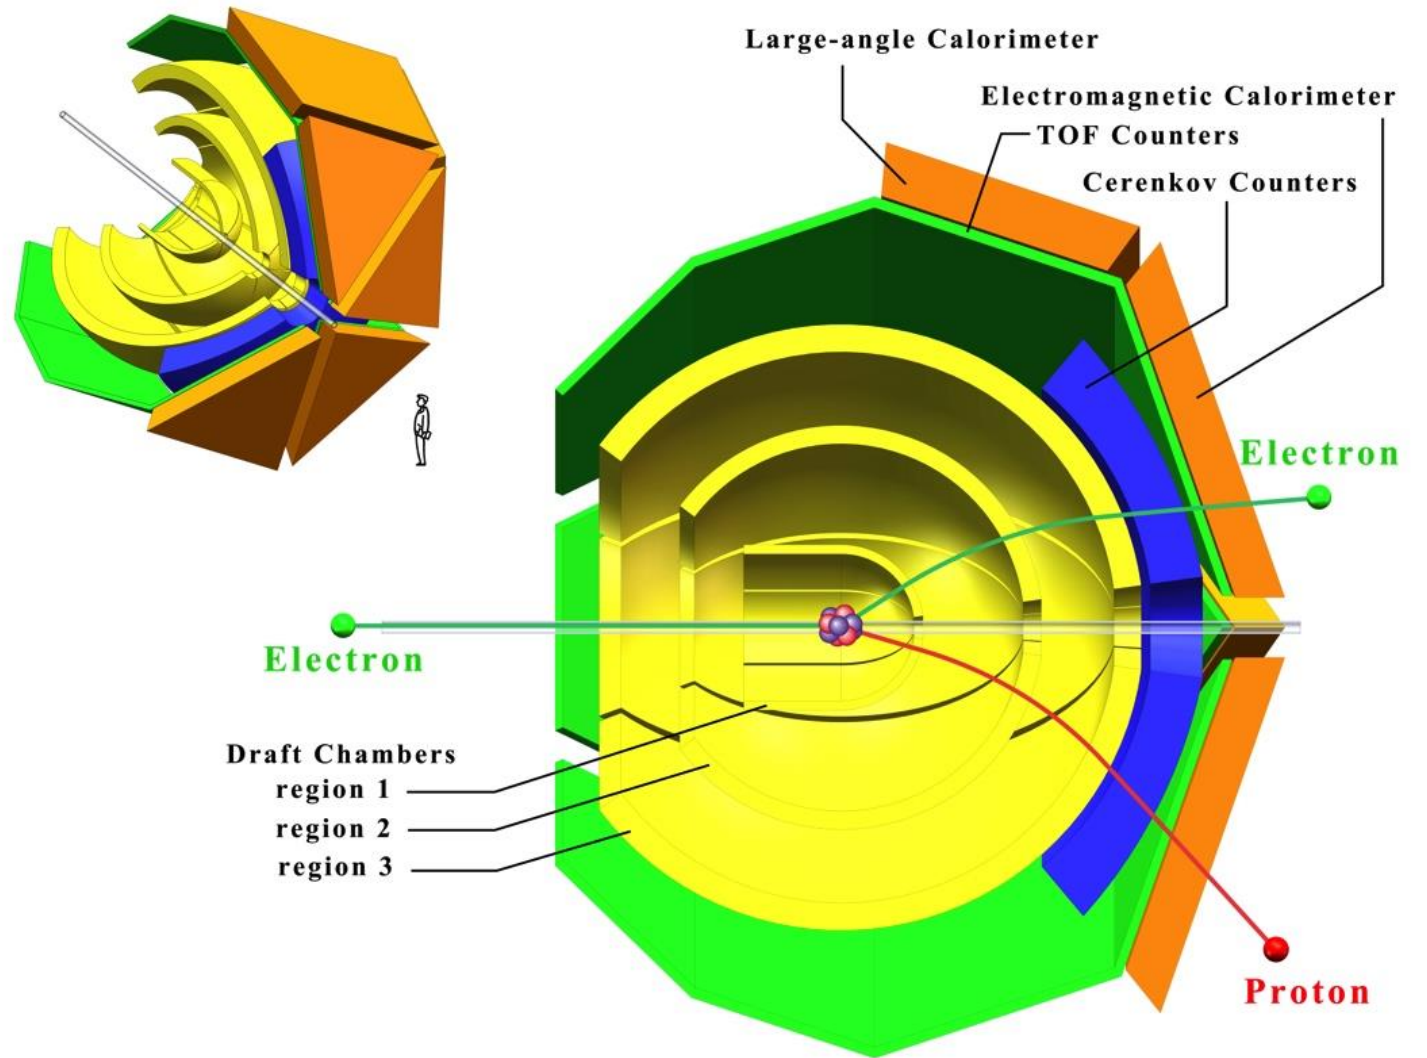 Large-angle Calorimeter
Electromagnetic Calorimeter
TOF Counters
Cerenkov Counters
Electron
Electron
Draft Chambers
region 1
region 2
region 3
Proton